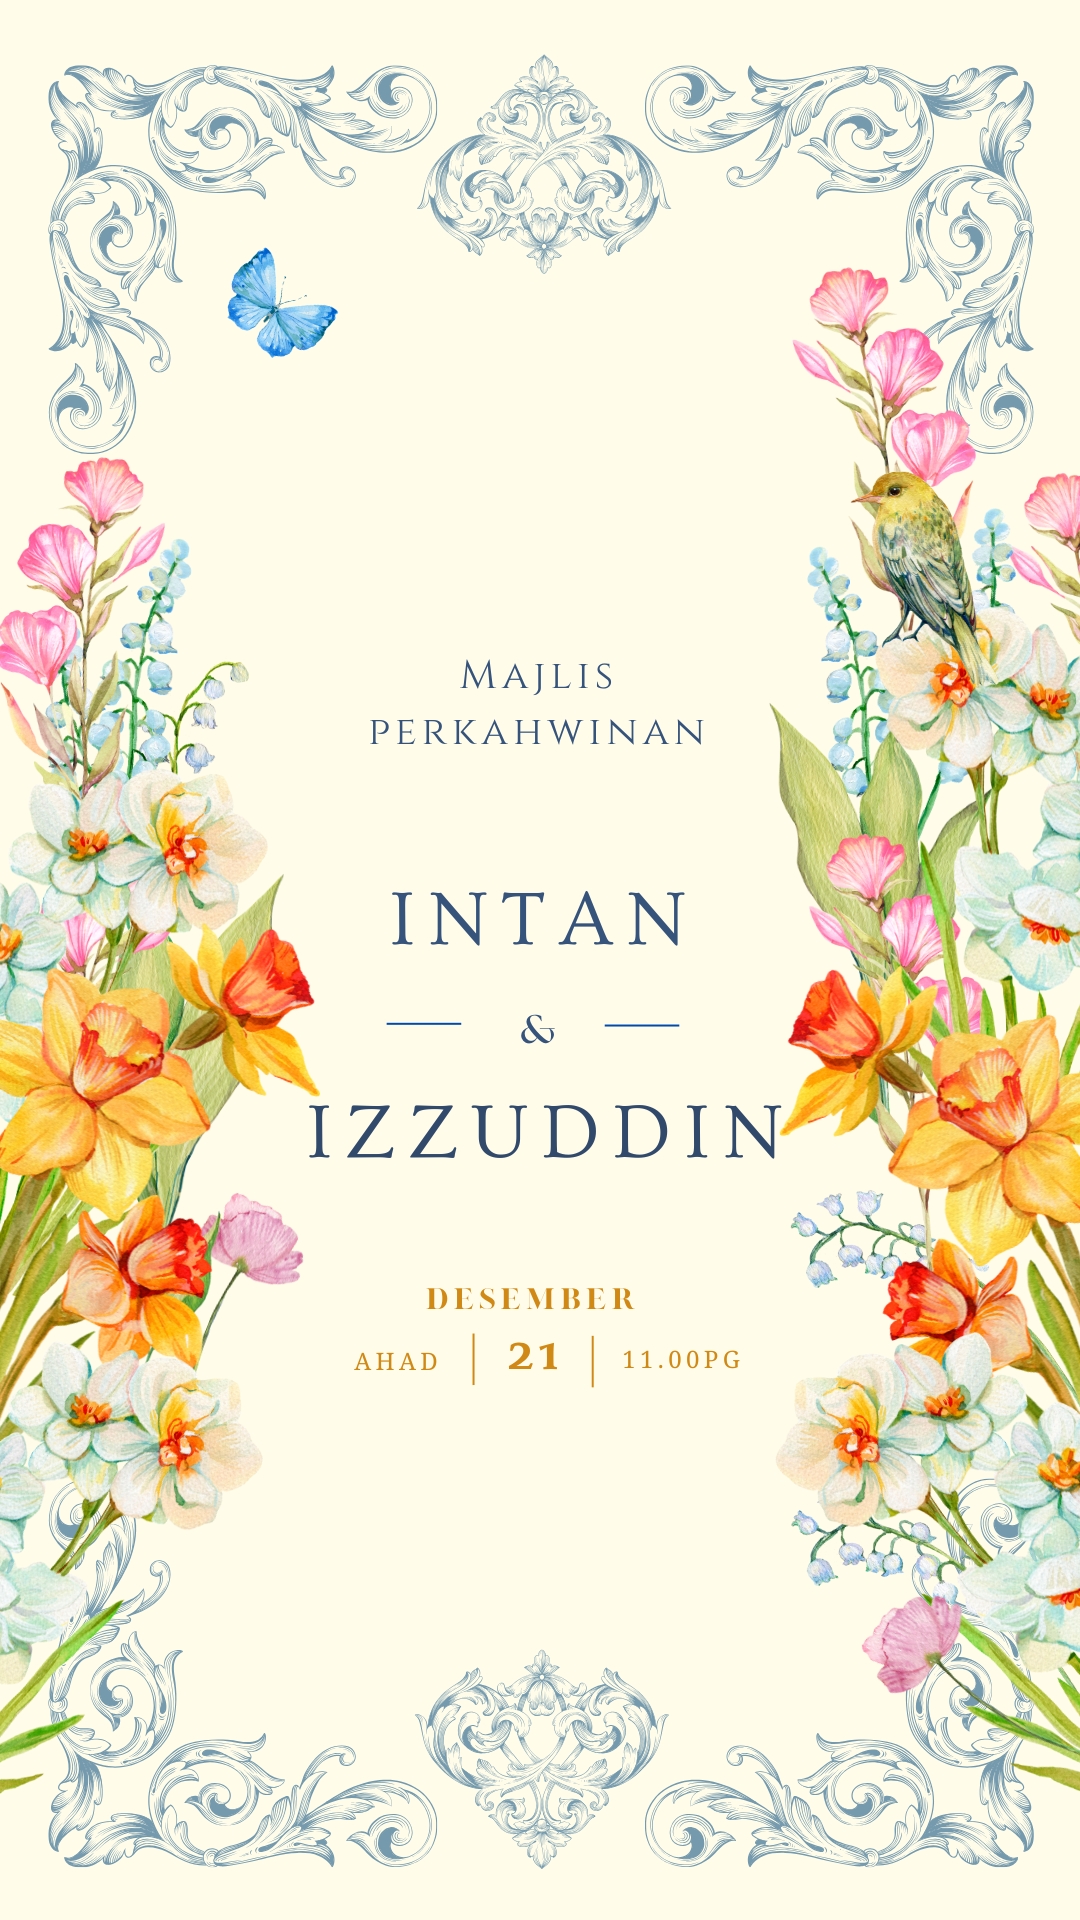 MAJLIS
PERKAHWINAN
INTAN
&
IZZUDDIN
DESEMBER
AHAD | 21 | 11.00PG